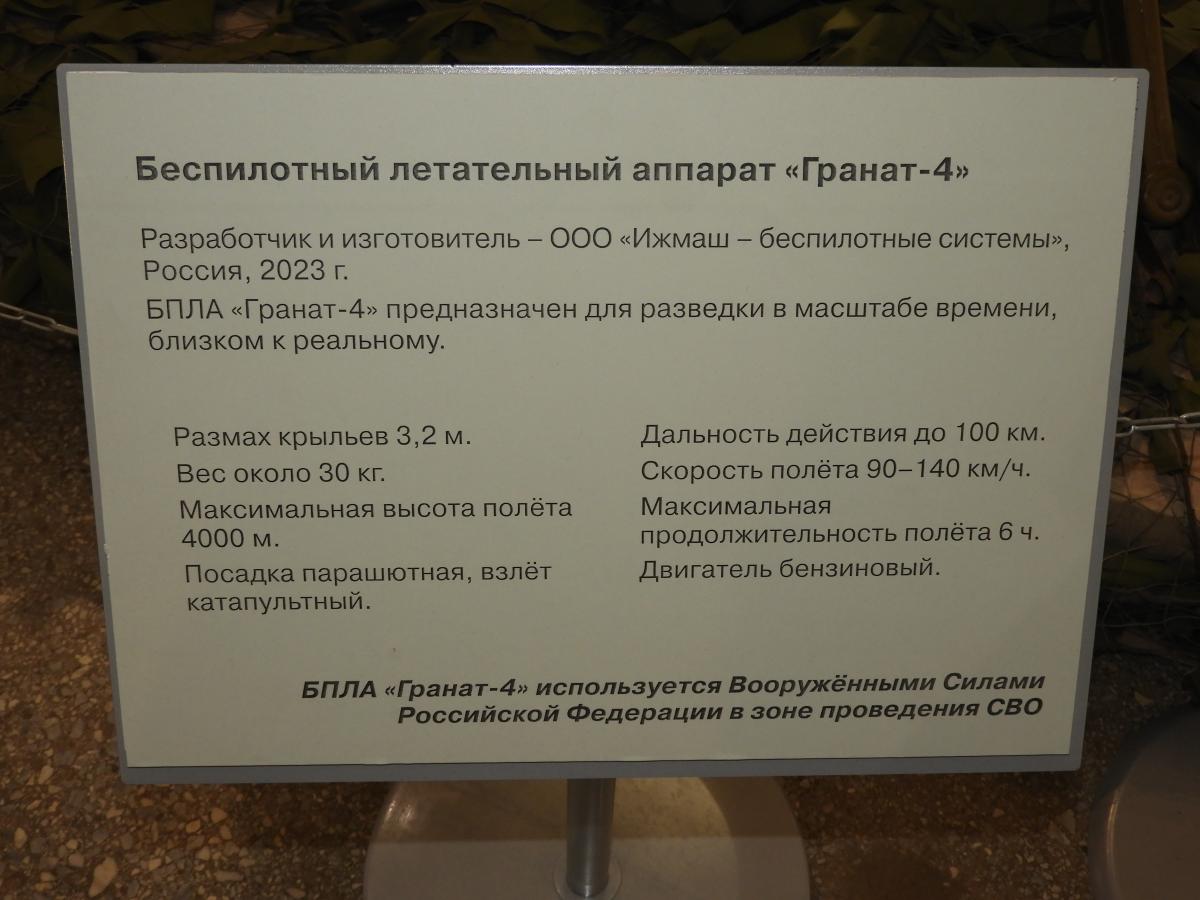 Беспилотный летательный аппарат «Гранат-4»
Разработчик и изготовитель – ООО «Ижмаш – беспилотные системы»,
Россия, 2023 г.
БПЛА «Гранат-4» предназначен для разведки в масштабе времени,
близком к реальному.
Размах крыльев 3,2 м.
Вес около 30 кг.
Максимальная высота полёта
4000 м.
Посадка парашютная, взлёт
катапультный.
Дальность действия до 100 км.
Скорость полёта 90–140 км/ч.
Максимальная
продолжительность полёта 6 ч.
Двигатель бензиновый.
БПЛА «Гранат-4» используется Вооружёнными Силами
Российской Федерации в зоне проведения СВО